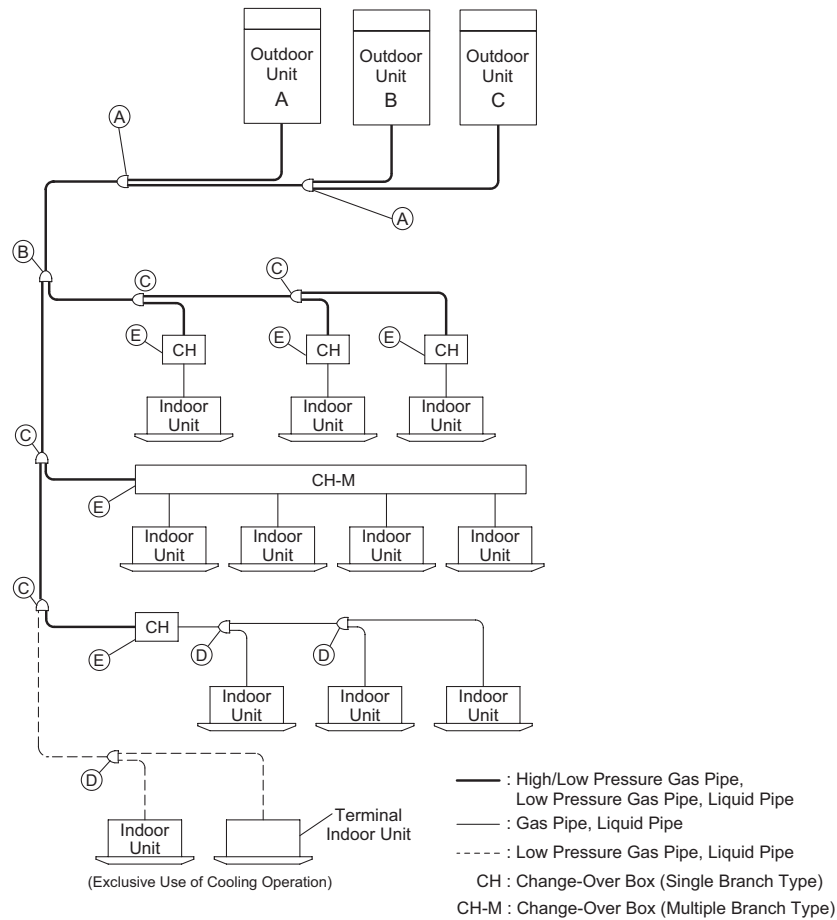 Outdoor
Unit
A
Outdoor
Unit
B
Outdoor
Unit
C
A
A
B
C
C
E
CH
E
CH
E
CH
Indoor
Unit
Indoor
Unit
Indoor
Unit
C
E
CH-M
Indoor
Unit
Indoor
Unit
Indoor
Unit
Indoor
Unit
C
CH
E
D
D
Indoor
Unit
Indoor
Unit
Indoor
Unit
D
Indoor
Unit
Terminal
Indoor Unit
(Exclusive Use of Cooling Operation)
: High/Low Pressure Gas Pipe,
Low Pressure Gas Pipe, Liquid Pipe
: Gas Pipe, Liquid Pipe
: Low Pressure Gas Pipe, Liquid Pipe
CH : Change-Over Box (Single Branch Type)
CH-M : Change-Over Box (Multiple Branch Type)